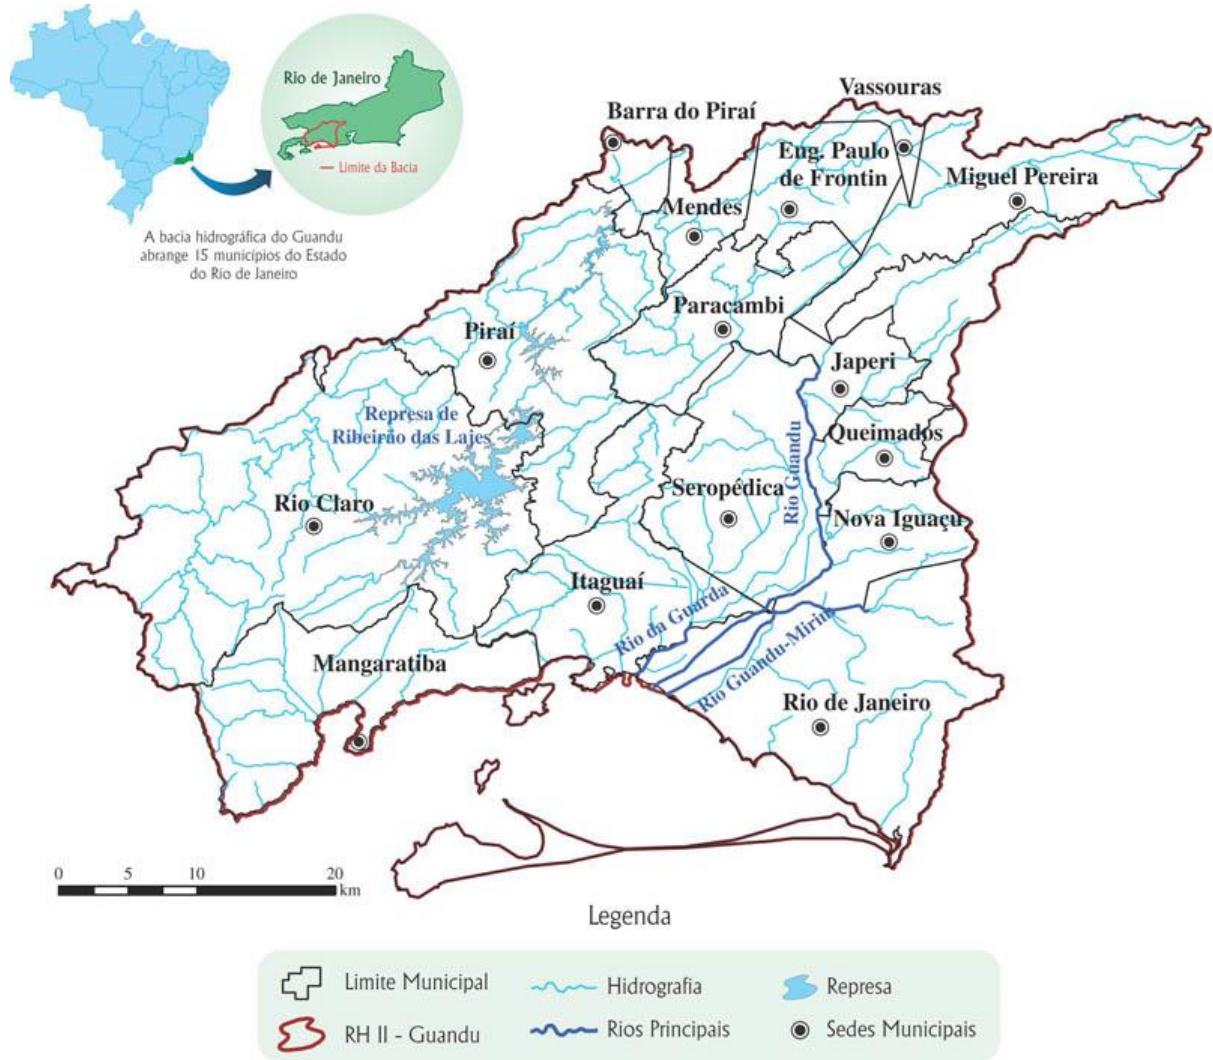 Rio de Janeiro
Limite da Bacia
A bacia hidrográfica do Guandu
abrange 15 municípios do Estado
do Rio de Janeiro
Vassouras
Barra do Piraí
Eng. Paulo
de Frontin
Miguel Pereira
Mendes
Paracambi
Piraí
Japeri
Represa de
Ribeirão das Lajes
Queimados
Rio Guandu
Seropédica
Rio Claro
Nova Iguaçu
Itaguaí
Rio da Guarda
Rio Guandu-Mirim
Mangaratiba
Rio de Janeiro
0 5 10 20
km
Legenda
Limite Municipal
Hidrografia
Represa
RH II - Guandu
Rios Principais
Sedes Municipais